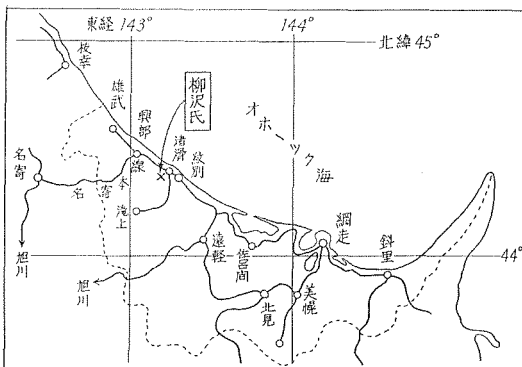 東経 143° 144°
北緯 45°
枝幸
雄武
興部
柳沢氏
渚滑
紋別
オホーツク海
名寄
名寄本線
滝上
旭川
旭川
遠軽
佐呂間
網走
斜里
44°
北見
美幌